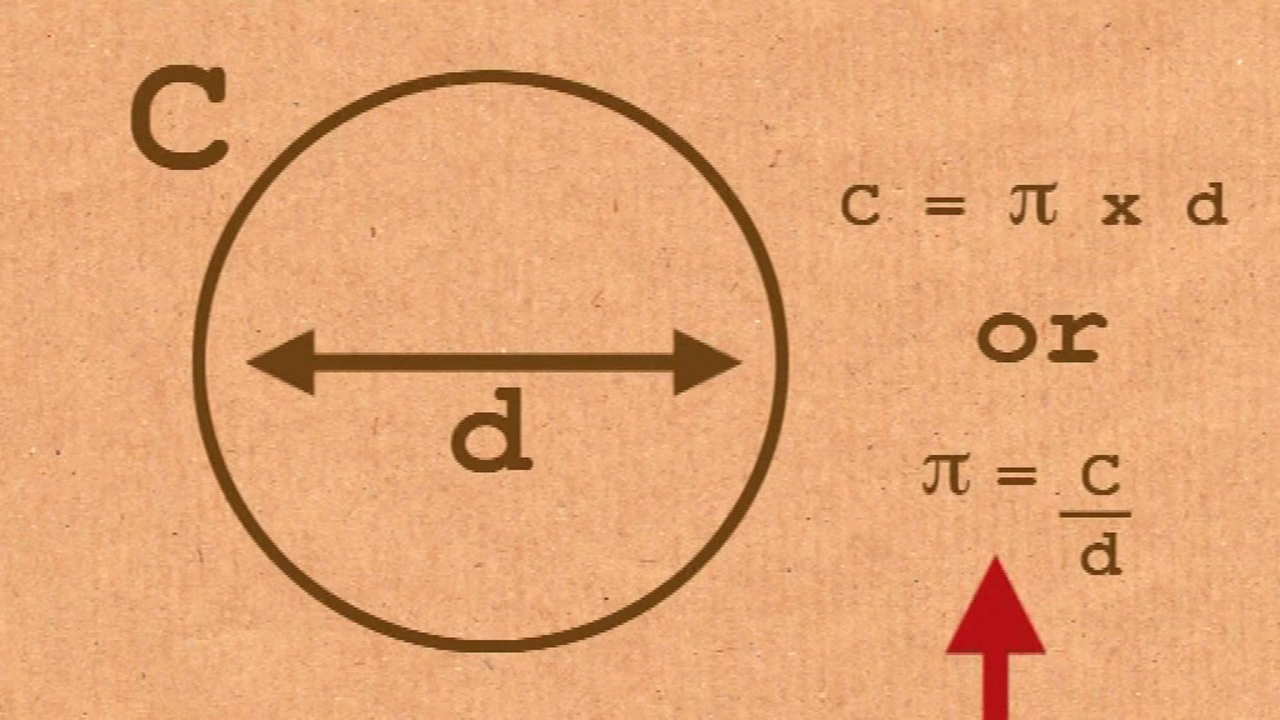 C
d
C = π x d
or
π = C
d